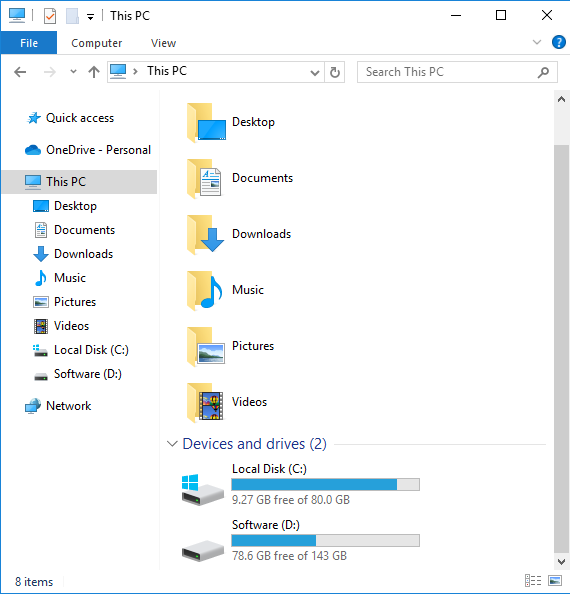 This PC
File Computer View
This PC Search This PC
Quick access
OneDrive - Personal
This PC
Desktop
Documents
Downloads
Music
Pictures
Videos
Local Disk (C:)
Software (D:)
Network
Desktop
Documents
Downloads
Music
Pictures
Videos
Devices and drives (2)
Local Disk (C:)
9.27 GB free of 80.0 GB
Software (D:)
78.6 GB free of 143 GB
8 items